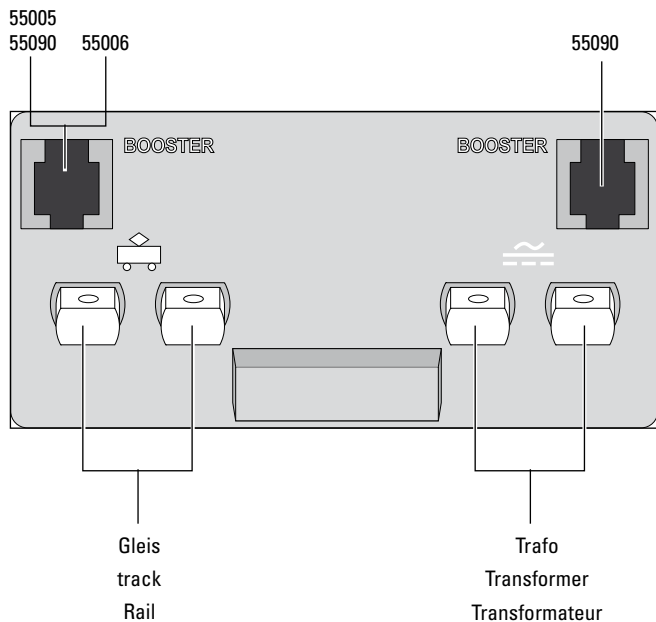 55005
55090 55006
55090
BOOSTER BOOSTER
Gleis
track
Rail
Trafo
Transformer
Transformateur